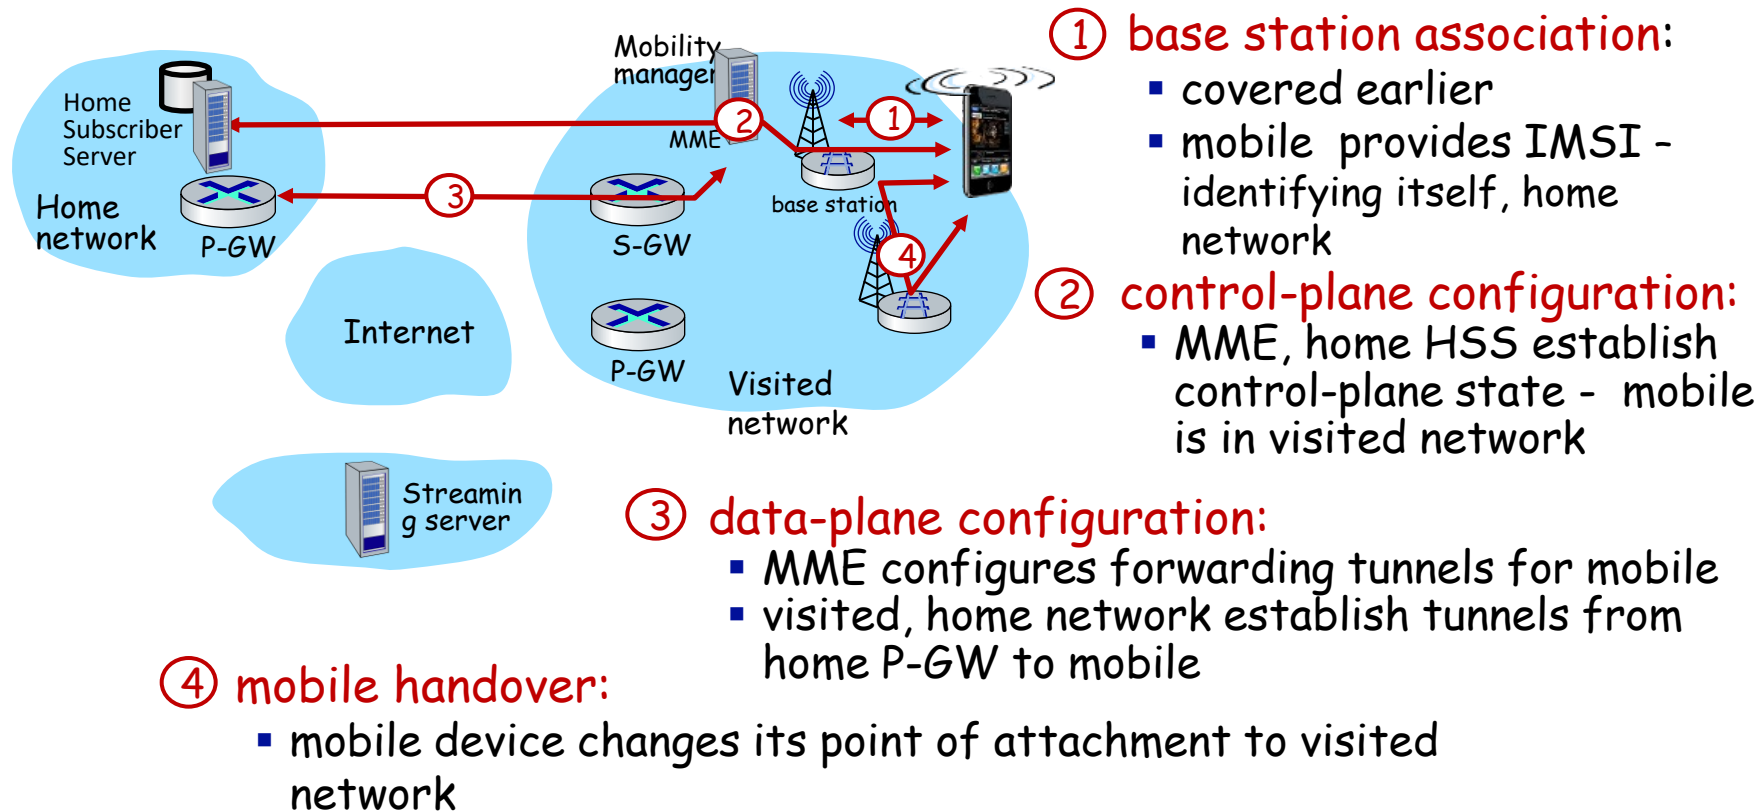 Mobility
manager
MME
Home
Subscriber
Server
Home
network
P-GW
S-GW
P-GW
base station
Internet
Visited
network
Streamin
g server
1
2
3
4
1 base station association:
▪ covered earlier
▪ mobile provides IMSI –
identifying itself, home
network
2 control-plane configuration:
▪ MME, home HSS establish
control-plane state - mobile
is in visited network
3 data-plane configuration:
▪ MME configures forwarding tunnels for mobile
▪ visited, home network establish tunnels from
home P-GW to mobile
4 mobile handover:
▪ mobile device changes its point of attachment to visited
network